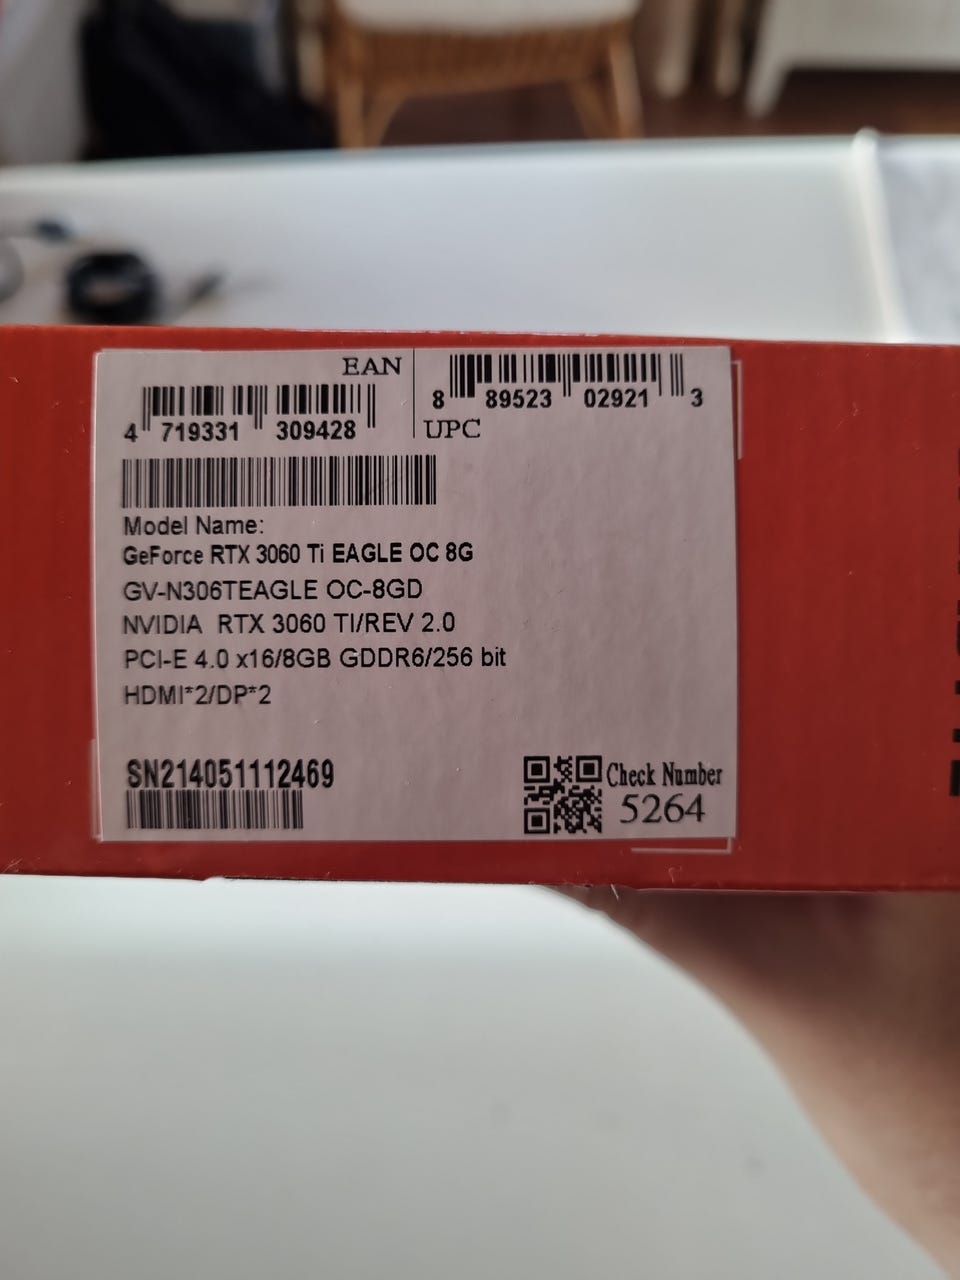 EAN
4 719331 309428
8 89523 02921 3
UPC
Model Name:
GeForce RTX 3060 Ti EAGLE OC 8G
GV-N306TEAGLE OC-8GD
NVIDIA RTX 3060 TI/REV 2.0
PCI-E 4.0 x16/8GB GDDR6/256 bit
HDMI*2/DP*2
SN214051112469
Check Number
5264